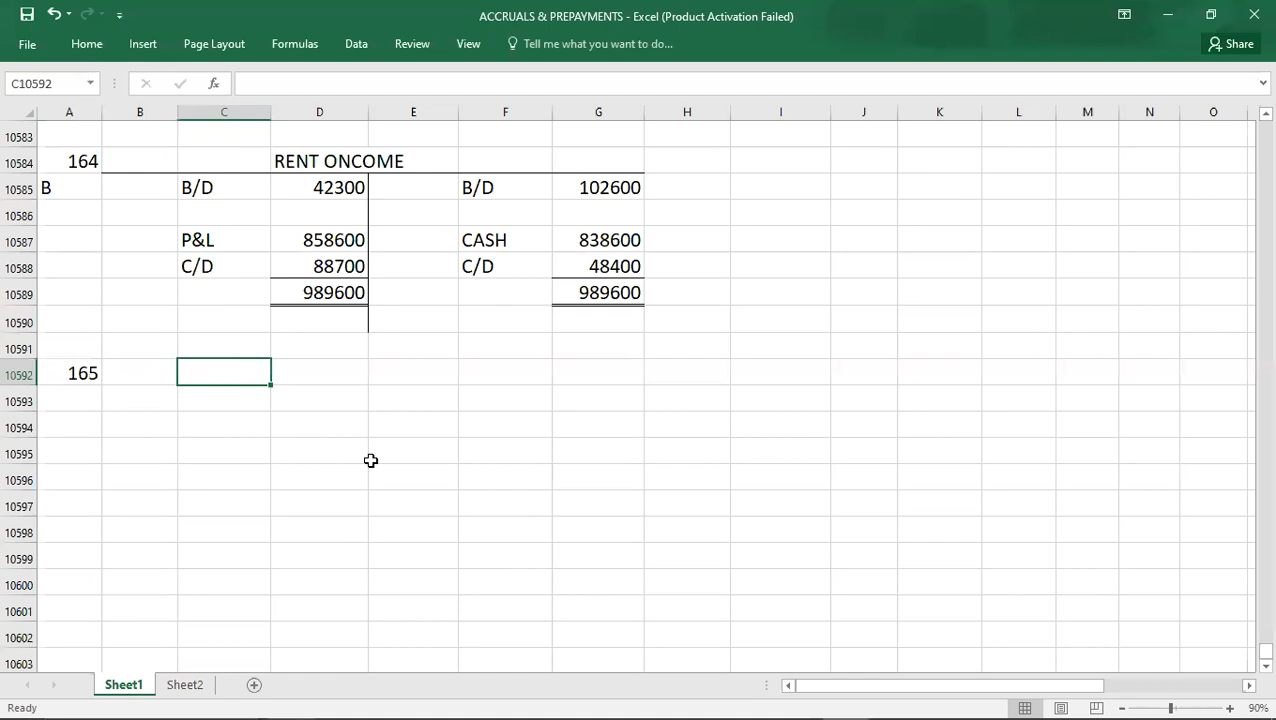 ACCRUALS & PREPAYMENTS - Excel (Product Activation Failed)
File Home Insert Page Layout Formulas Data Review View Tell me what you want to do... Share
C10592 fx
A B C D E F G H I J K L M N O
10583
10584 164 RENT ONCOME
10585 B B/D 42300 B/D 102600
10586
10587 P&L 858600 CASH 838600
10588 C/D 88700 C/D 48400
10589 989600 989600
10590
10591
10592 165
10593
10594
10595
10596
10597
10598
10599
10600
10601
10602
10603
Sheet1 Sheet2
Ready 90%